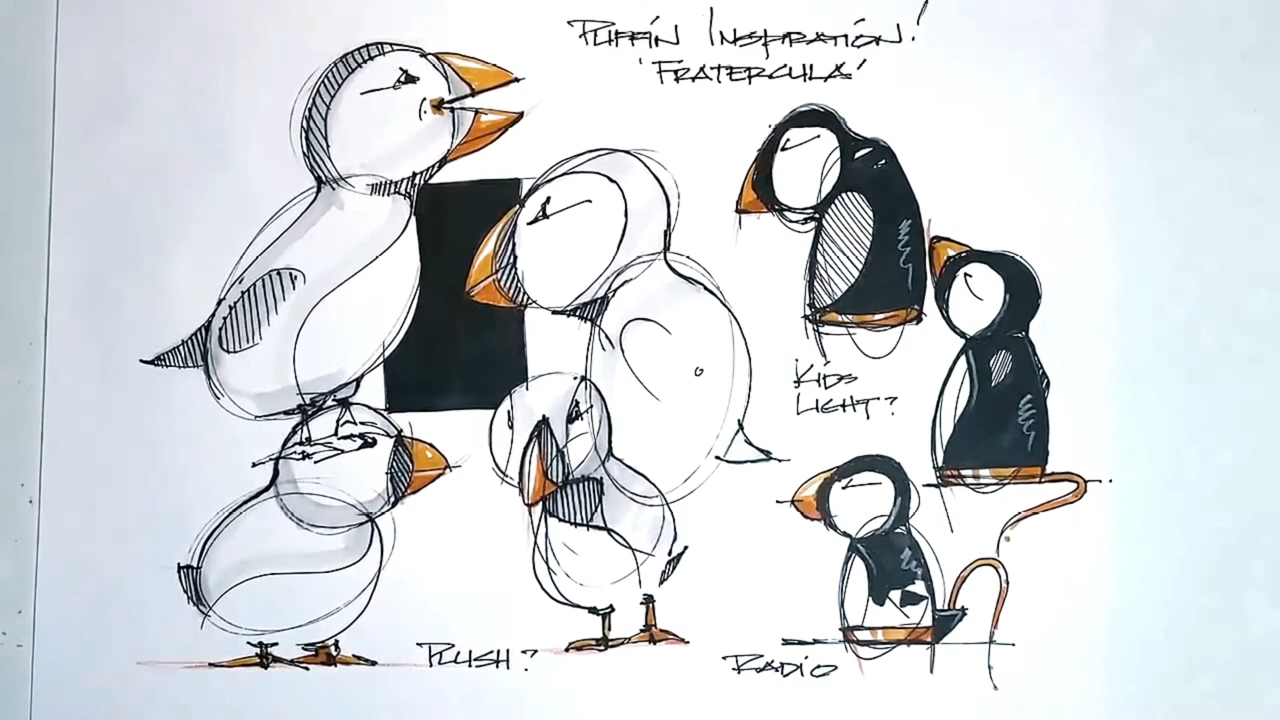 PUFFIN INSPIRATION!
'FRATERCULA'
KIDS
LIGHT?
PLUSH?
RADIO